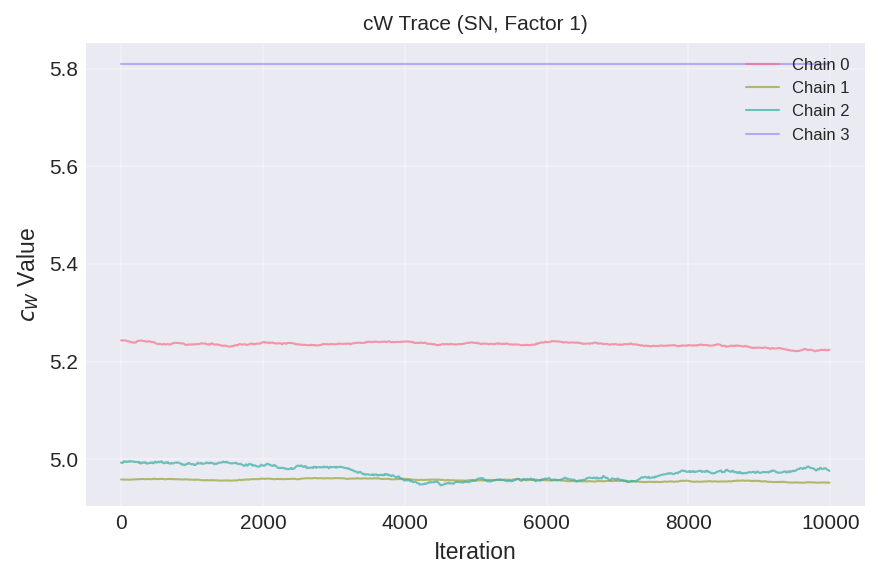 cW Trace (SN, Factor 1)
5.8
5.6
5.4
5.2
5.0
cW Value
0
2000
4000
6000
8000
10000
Iteration
Chain 0
Chain 1
Chain 2
Chain 3